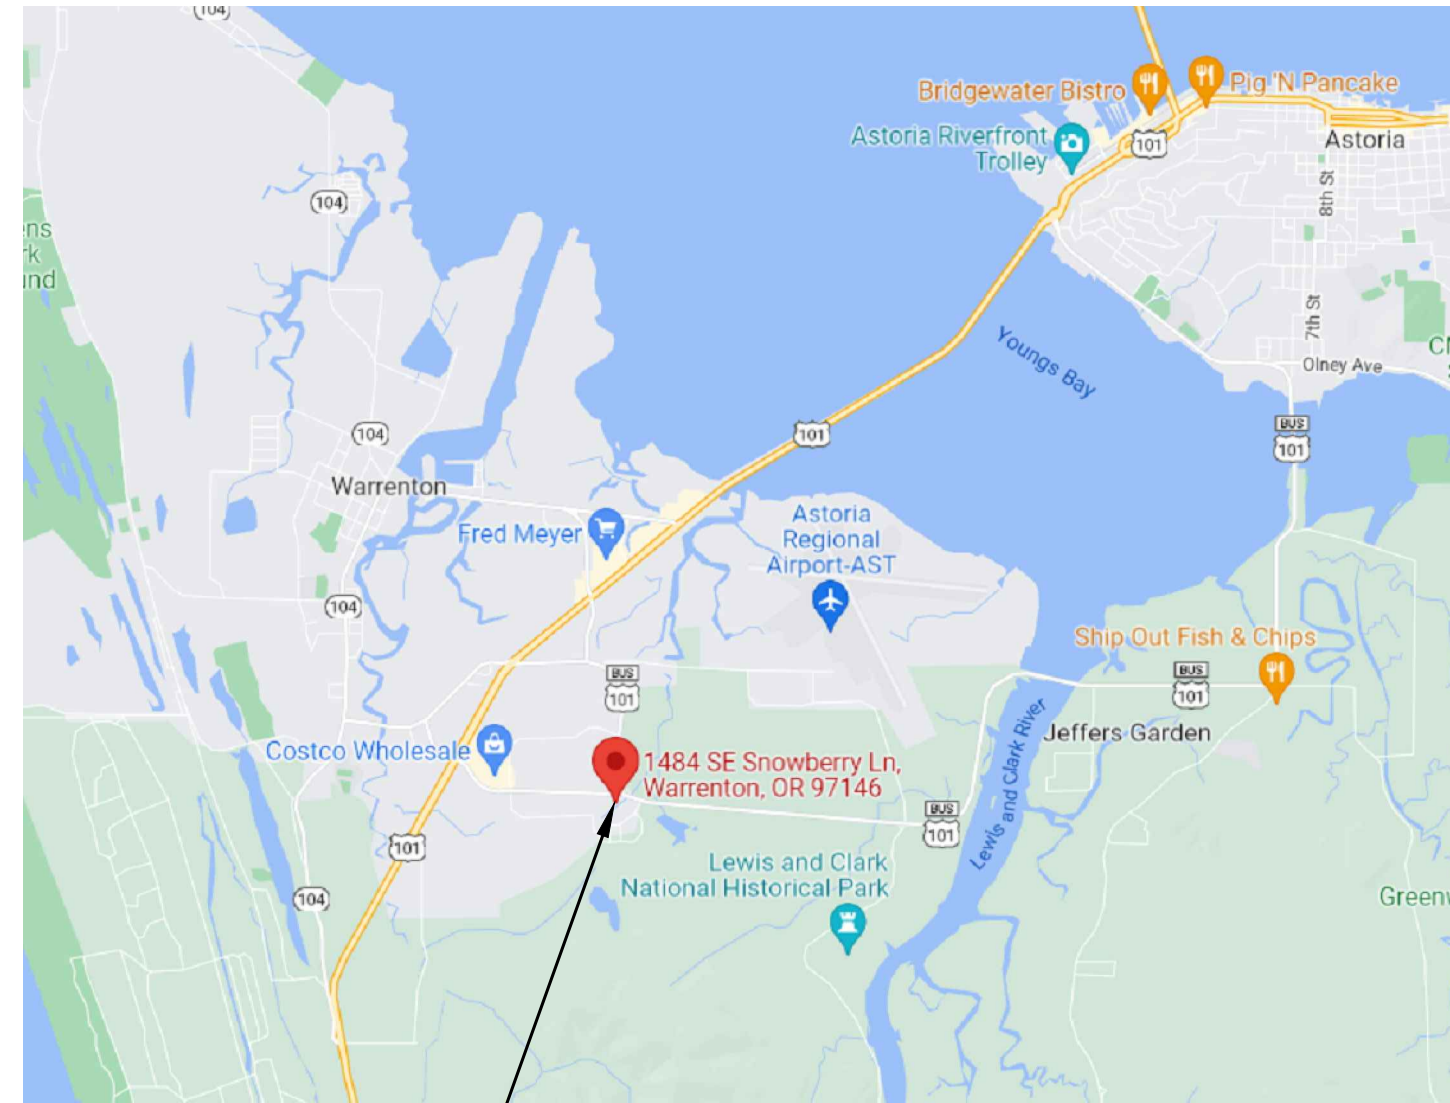 (104)
Bridgewater Bistro
Pig 'N Pancake
Astoria Riverfront
Trolley
101
Astoria
8th St
104
ens
rk
und
7th St
Youngs Bay
Olney Ave
104
101
BUS
101
Warrenton
Fred Meyer
Astoria
Regional
Airport-AST
104
Ship Out Fish & Chips
BUS
101
BUS
101
Jeffers Garden
Lewis and Clark River
Costco Wholesale
1484 SE Snowberry Ln,
Warrenton, OR 97146
BUS
101
101
Lewis and Clark
National Historical Park
104
Greenw